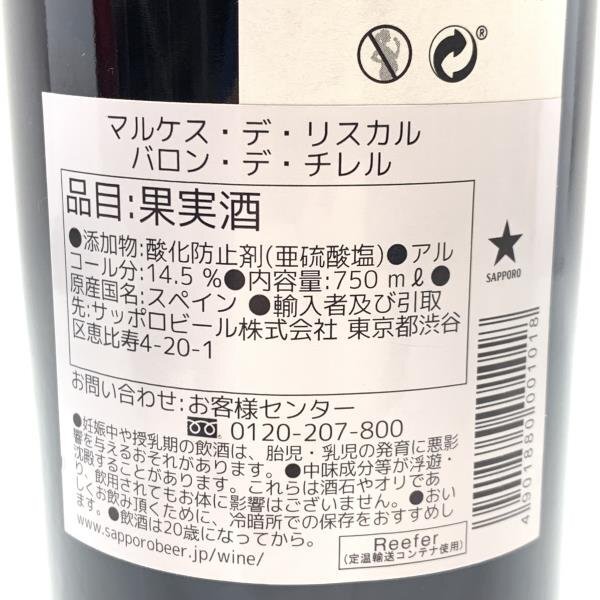 ®
マルケス・デ・リスカル
バロン・デ・チレル
品目:果実酒
●添加物:酸化防止剤(亜硫酸塩)●アル
コール分:14.5 %●内容量:750 mℓ●
原産国名:スペイン ●輸入者及び引取
先:サッポロビール株式会社 東京都渋谷
区恵比寿4-20-1
お問い合わせ:お客様センター
0120-207-800
●妊娠中や授乳期の飲酒は、胎児・乳児の発育に悪影
響を与えるおそれがあります。●中味成分等が浮遊・
沈殿することがあります。これらは酒石やオリであ
り、飲用されてもお体に影響はございません。●おい
しくお飲み頂くために、冷暗所での保存をおすすめし
ます。●飲酒は20歳になってから。
www.sapporobeer.jp/wine/
Reefer
(定温輸送コンテナ使用)
SAPPORO
4901880001018